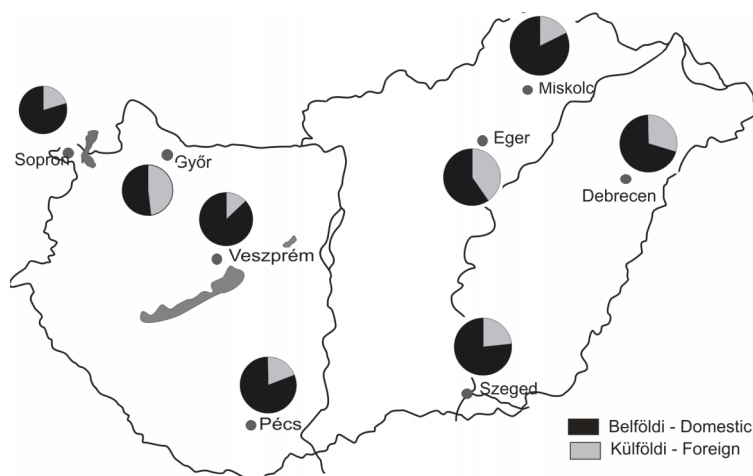 Miskolc
Eger
Sopron
Győr
Debrecen
Veszprém
Szeged
Pécs
Belföldi - Domestic
Külföldi - Foreign